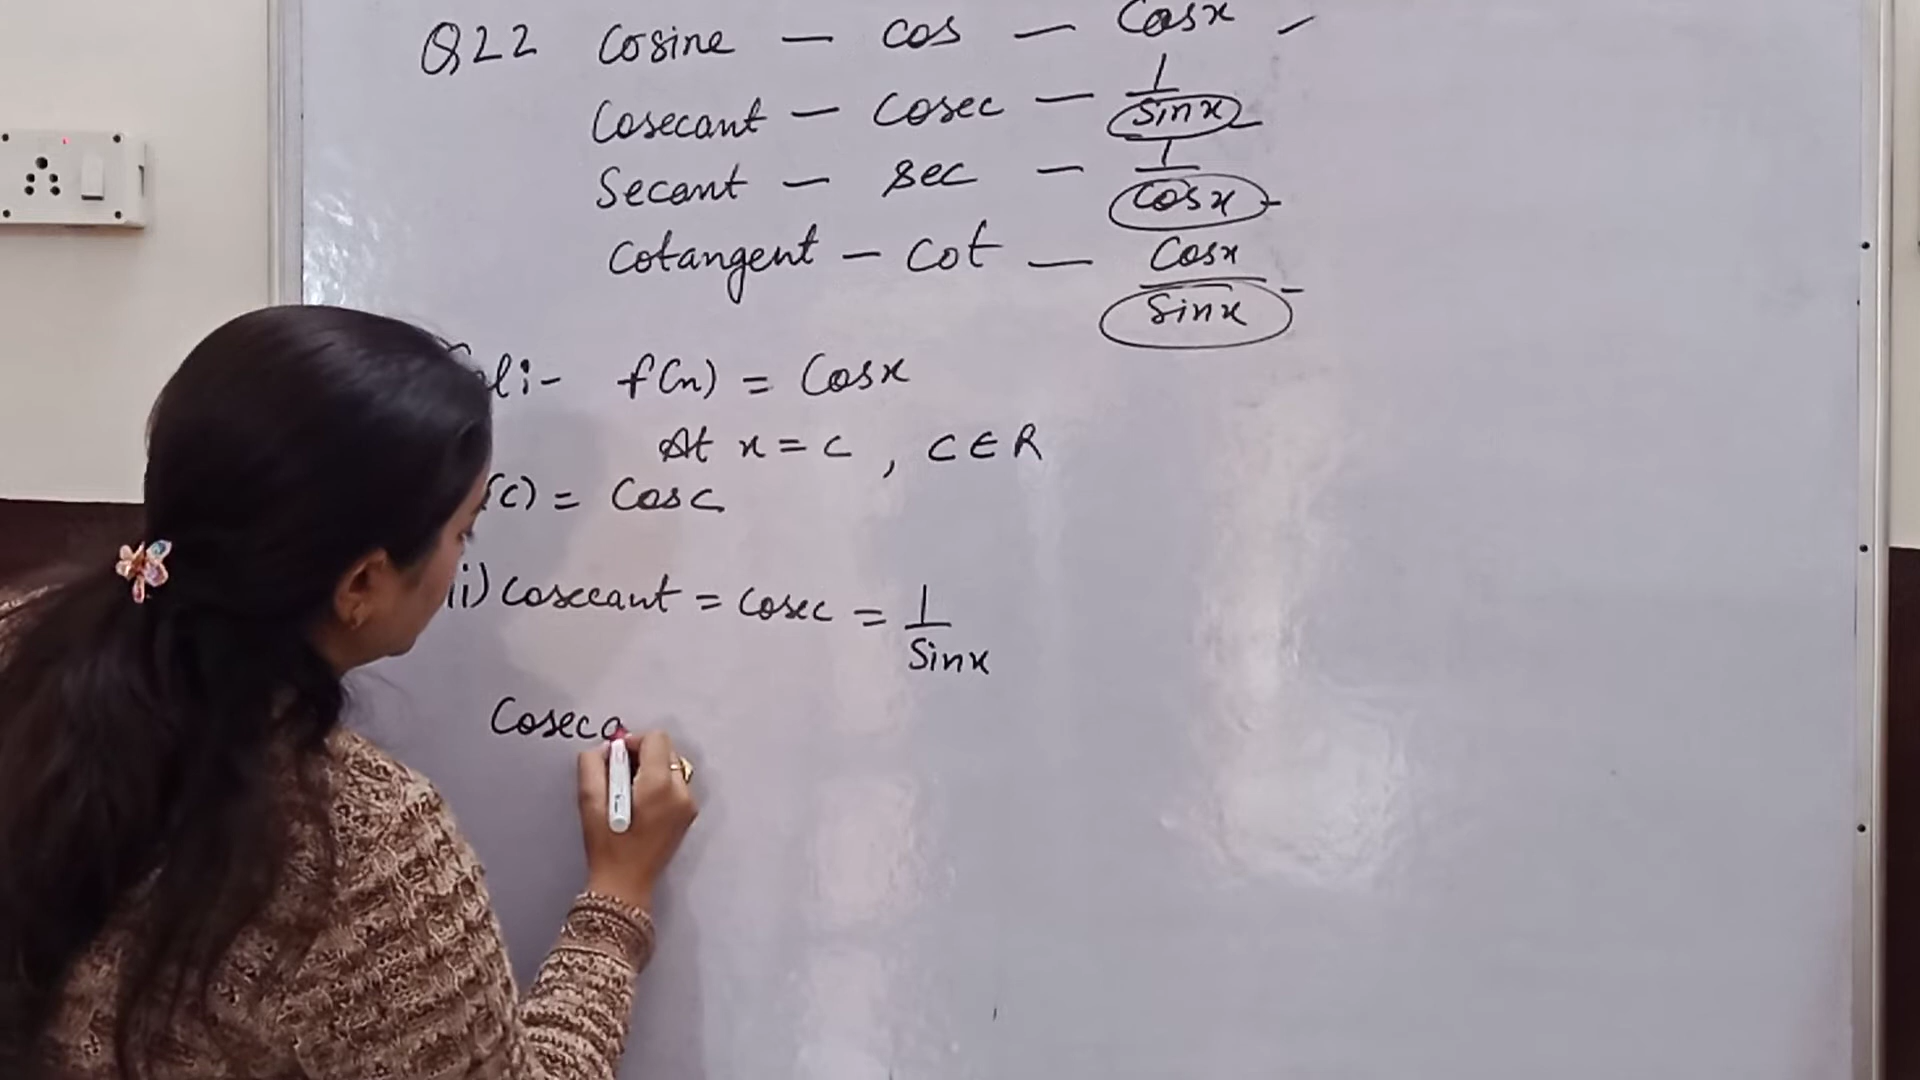 Q22 Cosine — cos — Cosx
Cosecant — cosec — 1/sinx
Secant — sec — 1/cosx
Cotangent — cot — Cosx/Sinx
f(n) = Cosx
At x = c , C ∈ R
(c) = Cos c
ii) Cosecant = Cosec = 1/Sinx
Coseca